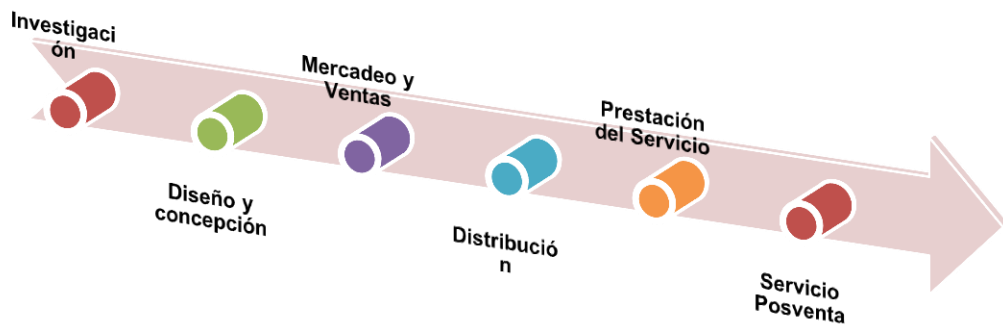 Investigaci
ón
Diseño y
concepción
Mercadeo y
Ventas
Distribució
n
Prestación
del Servicio
Servicio
Posventa